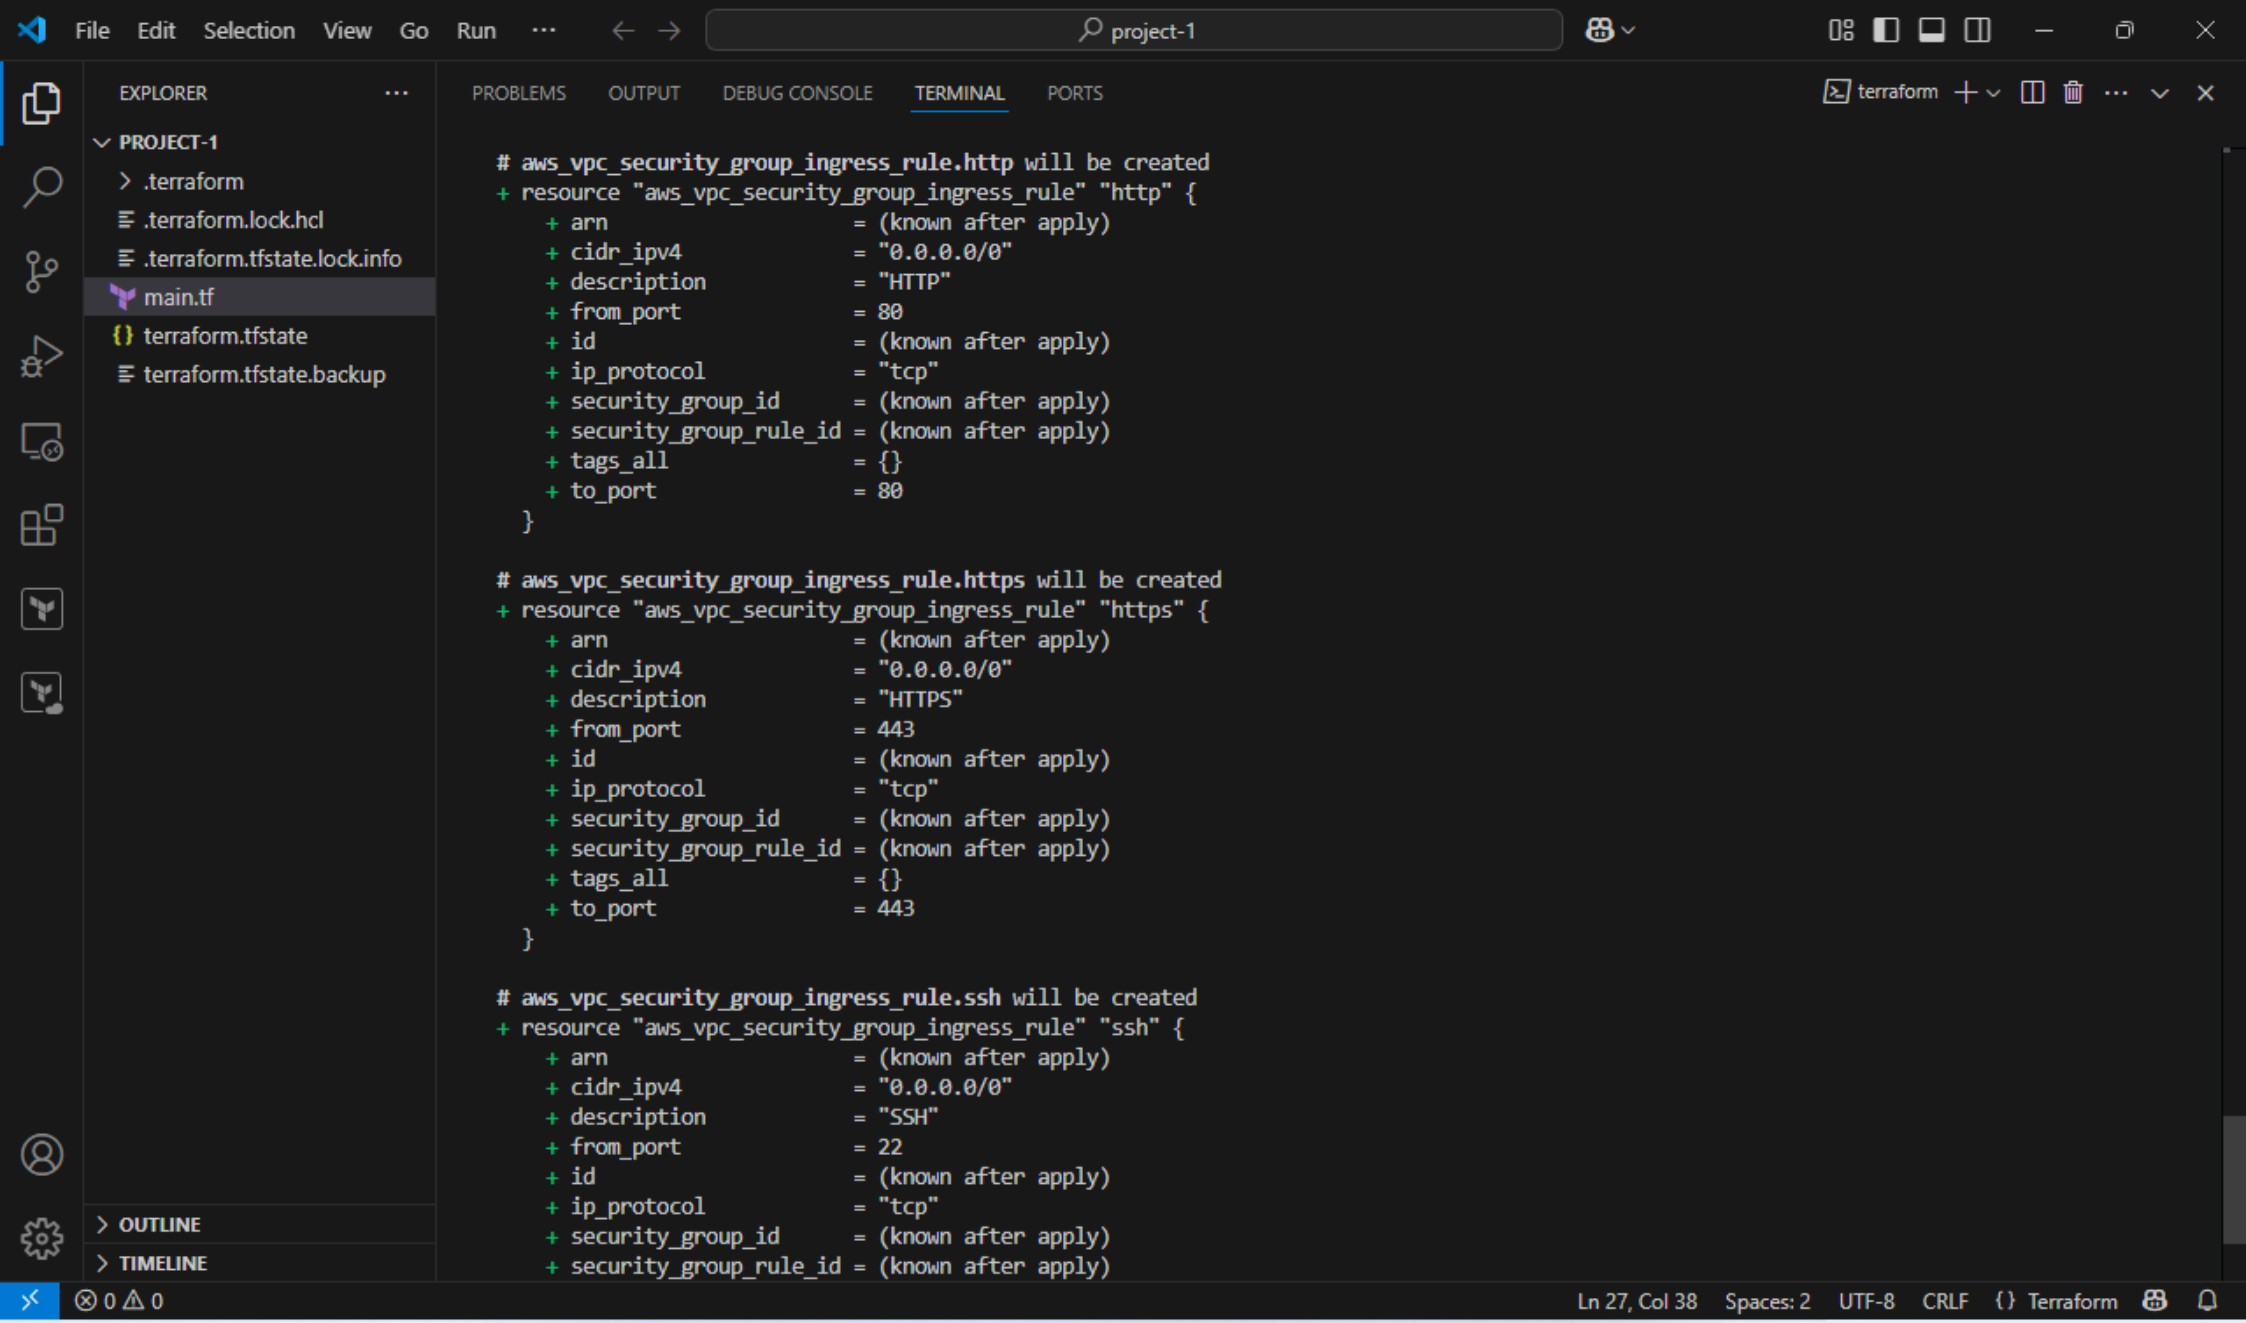 File Edit Selection View Go Run ··· project-1
EXPLORER ···
PROJECT-1
.terraform
.terraform.lock.hcl
.terraform.tfstate.lock.info
main.tf
{} terraform.tfstate
terraform.tfstate.backup
OUTLINE
TIMELINE
PROBLEMS OUTPUT DEBUG CONSOLE TERMINAL PORTS terraform
# aws_vpc_security_group_ingress_rule.http will be created
+ resource "aws_vpc_security_group_ingress_rule" "http" {
+ arn = (known after apply)
+ cidr_ipv4 = "0.0.0.0/0"
+ description = "HTTP"
+ from_port = 80
+ id = (known after apply)
+ ip_protocol = "tcp"
+ security_group_id = (known after apply)
+ security_group_rule_id = (known after apply)
+ tags_all = {}
+ to_port = 80
}
# aws_vpc_security_group_ingress_rule.https will be created
+ resource "aws_vpc_security_group_ingress_rule" "https" {
+ arn = (known after apply)
+ cidr_ipv4 = "0.0.0.0/0"
+ description = "HTTPS"
+ from_port = 443
+ id = (known after apply)
+ ip_protocol = "tcp"
+ security_group_id = (known after apply)
+ security_group_rule_id = (known after apply)
+ tags_all = {}
+ to_port = 443
}
# aws_vpc_security_group_ingress_rule.ssh will be created
+ resource "aws_vpc_security_group_ingress_rule" "ssh" {
+ arn = (known after apply)
+ cidr_ipv4 = "0.0.0.0/0"
+ description = "SSH"
+ from_port = 22
+ id = (known after apply)
+ ip_protocol = "tcp"
+ security_group_id = (known after apply)
+ security_group_rule_id = (known after apply)
0 0 Ln 27, Col 38 Spaces: 2 UTF-8 CRLF {} Terraform